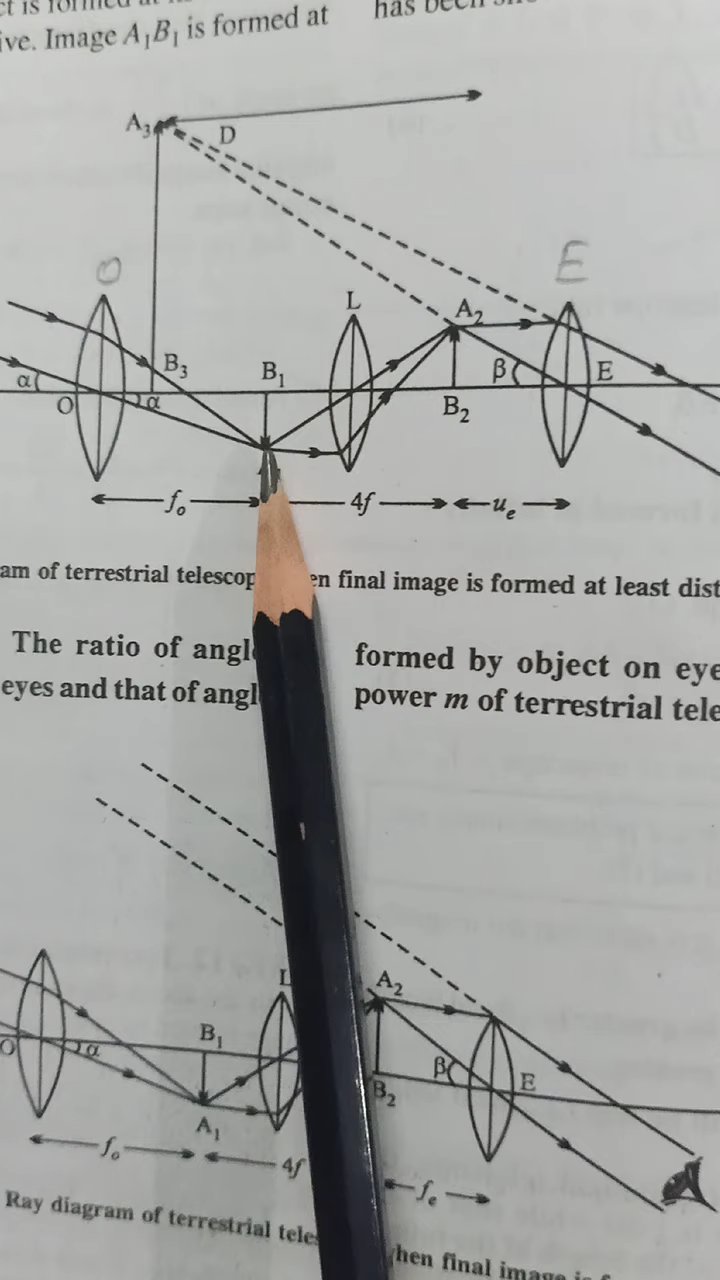 ive. Image A₁B₁ is formed at
has been
A₃
D
O
E
L
A₂
B₃
B₁
α
β
E
O
α
B₂
fₒ
4f
uₑ
am of terrestrial telescop en final image is formed at least dist
The ratio of angl formed by object on eye
eyes and that of angl power m of terrestrial tele
L
A₂
B₁
O
α
β
E
B₂
A₁
fₒ
4f
fₑ
Ray diagram of terrestrial teles hen final image is f